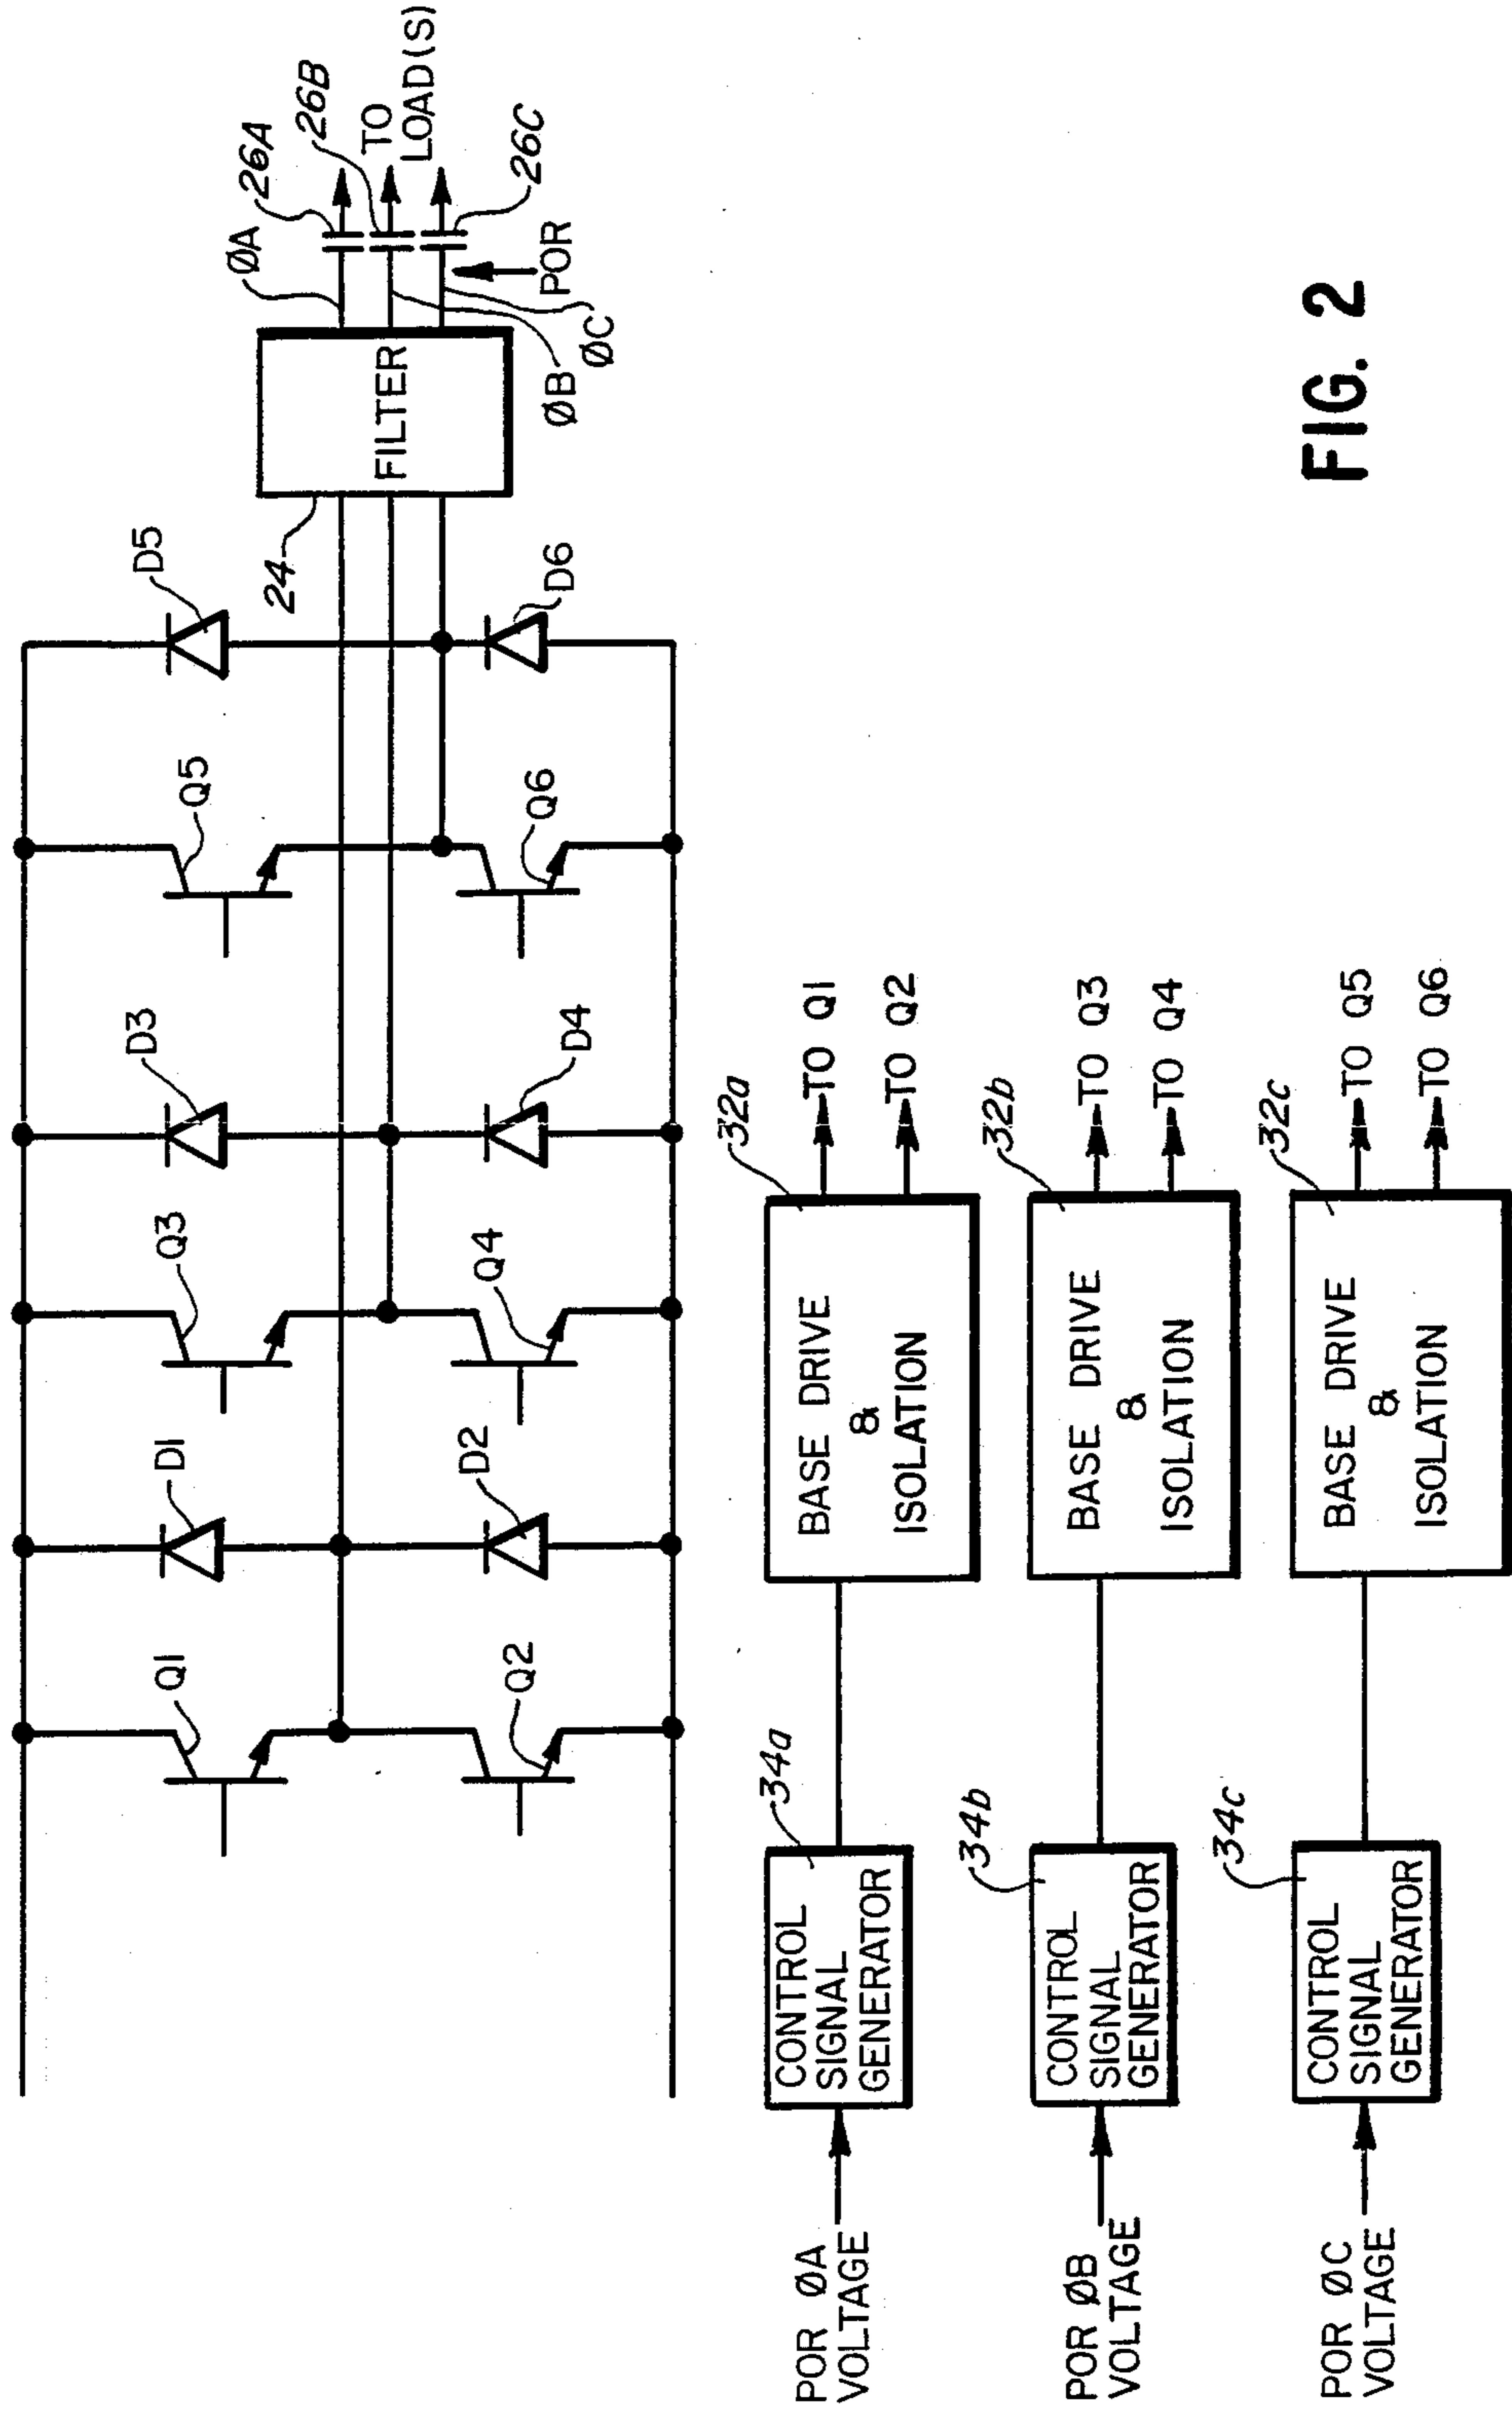 Q1
D1
Q3
D3
Q5
D5
Q2
D2
Q4
D4
Q6
D6
24
FILTER
ØA
ØB
ØC
POR
26A
26B
26C
TO
LOAD(S)
POR ØA
VOLTAGE
CONTROL
SIGNAL
GENERATOR
34a
BASE DRIVE
&
ISOLATION
32a
TO Q1
TO Q2
POR ØB
VOLTAGE
CONTROL
SIGNAL
GENERATOR
34b
BASE DRIVE
&
ISOLATION
32b
TO Q3
TO Q4
POR ØC
VOLTAGE
CONTROL
SIGNAL
GENERATOR
34c
BASE DRIVE
&
ISOLATION
32c
TO Q5
TO Q6
FIG. 2